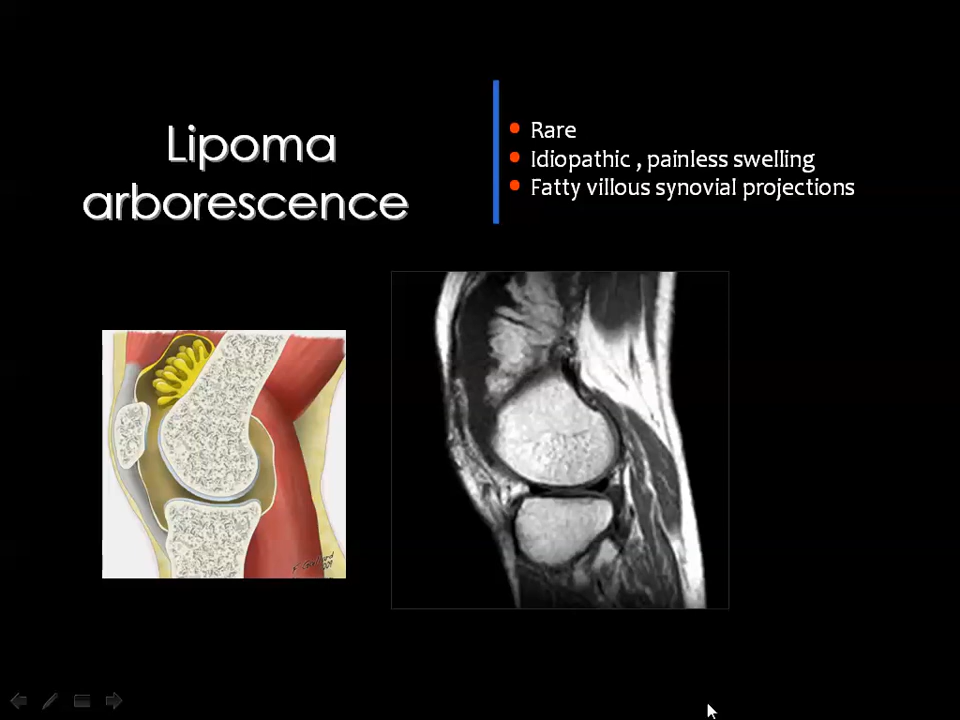 Lipoma
arborescence
Rare
Idiopathic , painless swelling
Fatty villous synovial projections